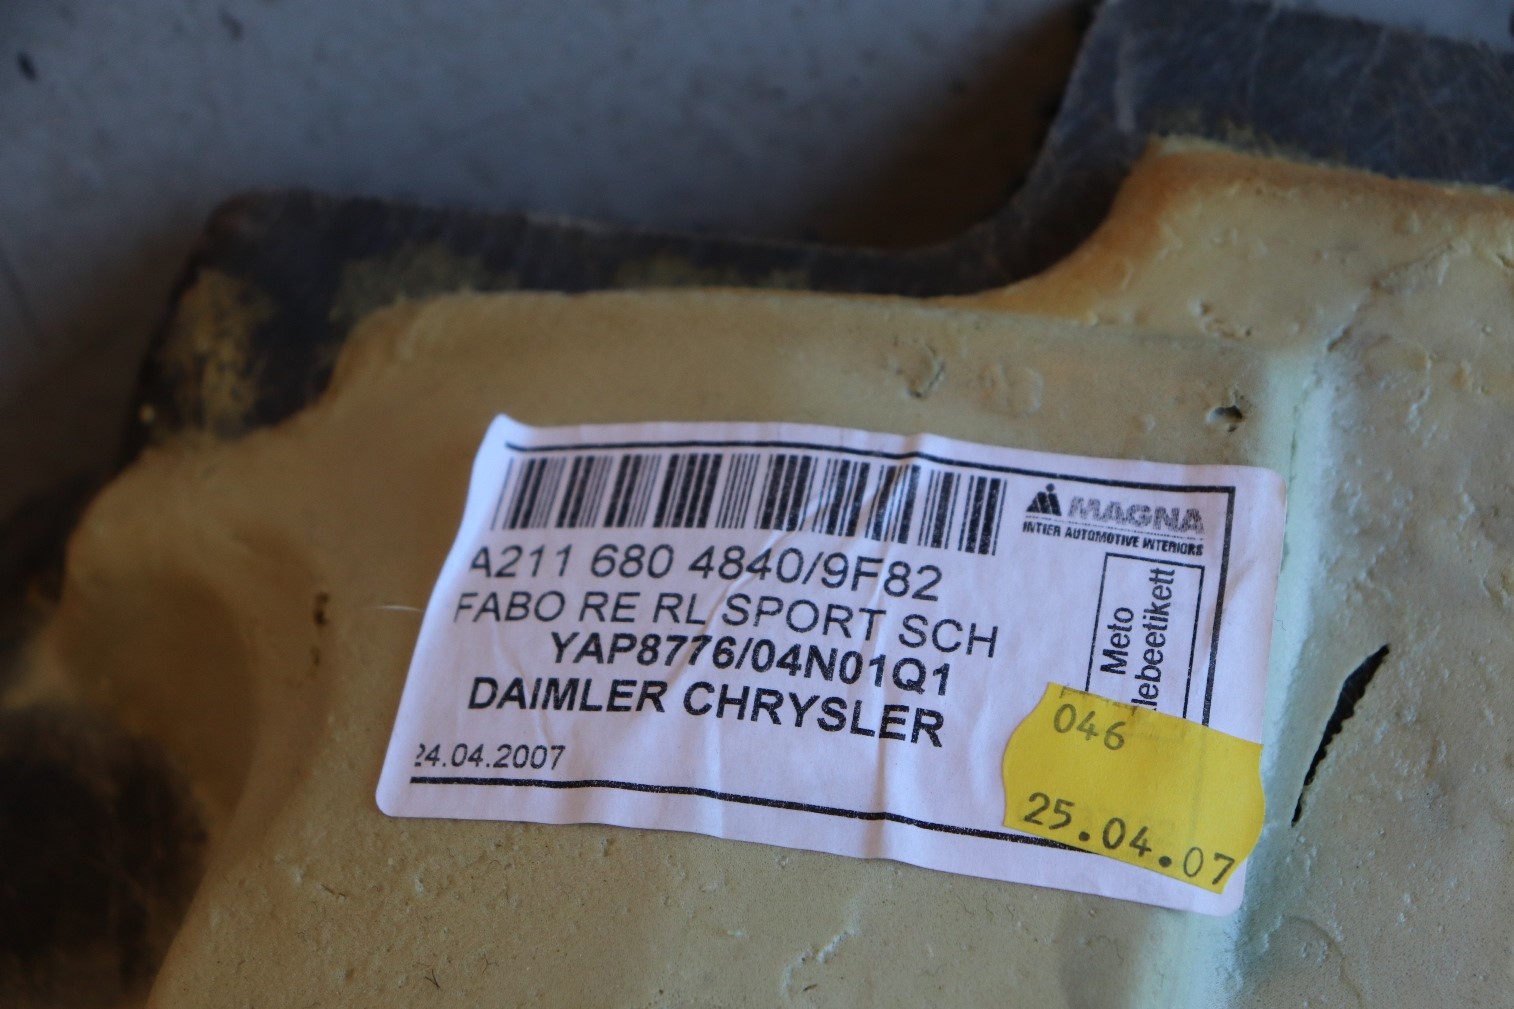 MAGNA
INTIER AUTOMOTIVE INTERIORS
A211 680 4840/9F82
FABO RE RL SPORT SCH
YAP8776/04N01Q1
DAIMLER CHRYSLER
24.04.2007
Meto
lebeetikett
046
25.04.07